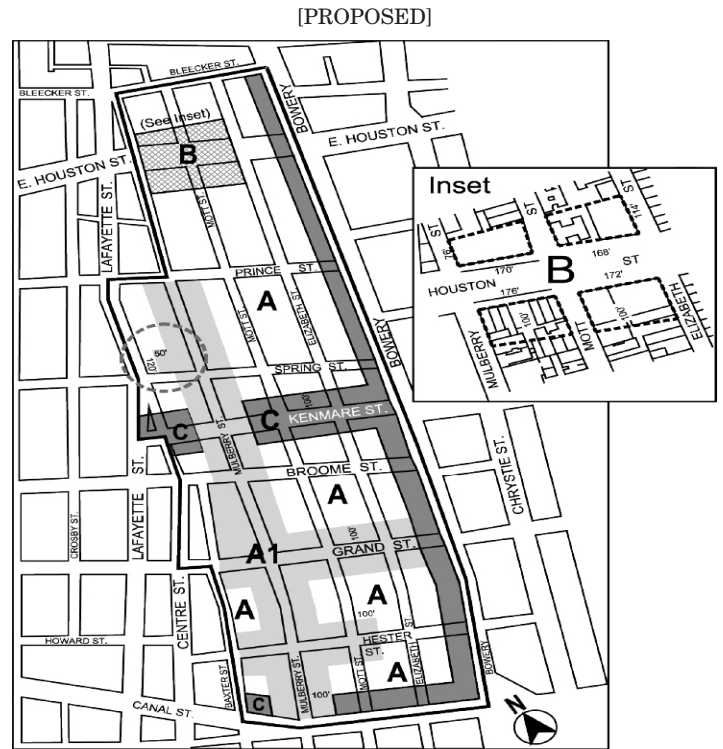 [PROPOSED]
BLEECKER ST.
BLEECKER ST.
(See Inset)
BOWERY
E. HOUSTON ST.
E. HOUSTON ST.
B
LAFAYETTE ST.
MOTT ST.
Inset
ST
ST
76'
114'
170'
168'
B
ST
HOUSTON
176'
172'
100'
100'
MULBERRY
MOTT
ELIZABETH
PRINCE ST.
A
MOTT ST.
ELIZABETH ST.
BOWERY
50'
120'
SPRING ST.
100'
C
C
KENMARE ST.
MULBERRY ST.
BROOME ST.
CROSBY ST.
LAFAYETTE ST.
A
CHRYSTIE ST.
100'
A1
GRAND ST.
A
A
100'
CENTRE ST.
HOWARD ST.
HESTER ST.
A
BAXTER ST.
MULBERRY ST.
MOTT ST.
ELIZABETH ST.
BOWERY
C
100'
CANAL ST.
N